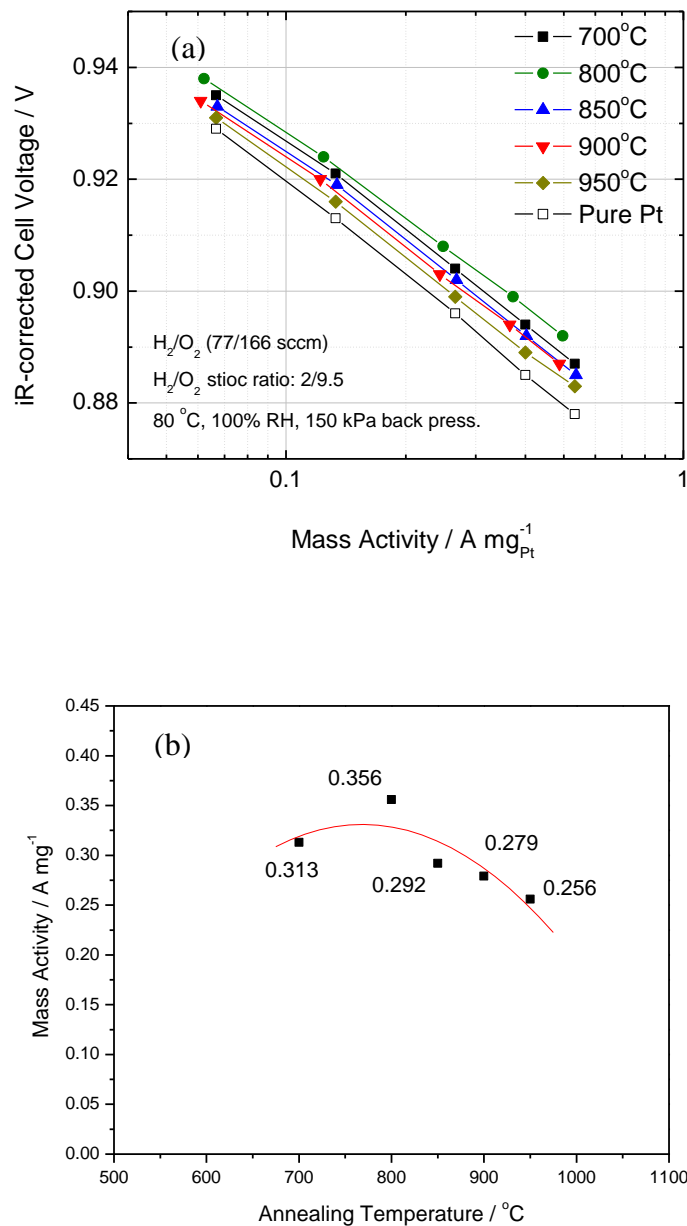 (a)
700°C
800°C
850°C
900°C
950°C
Pure Pt
0.94
0.92
0.90
0.88
iR-corrected Cell Voltage / V
H₂/O₂ (77/166 sccm)
H₂/O₂ stioc ratio: 2/9.5
80 °C, 100% RH, 150 kPa back press.
0.1
1
Mass Activity / A mg⁻¹Pt
(b)
0.45
0.40
0.35
0.30
0.25
0.20
0.15
0.10
0.05
0.00
Mass Activity / A mg⁻¹
0.356
0.313
0.292
0.279
0.256
500 600 700 800 900 1000 1100
Annealing Temperature / °C